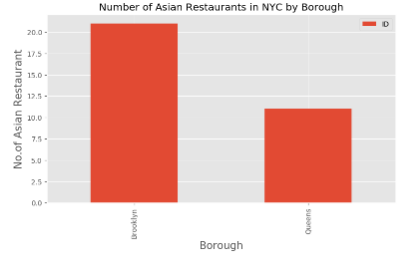 Number of Asian Restaurants in NYC by Borough
ID
No.of Asian Restaurant
20.0
17.5
15.0
12.5
10.0
7.5
5.0
2.5
0.0
Brooklyn
Queens
Borough